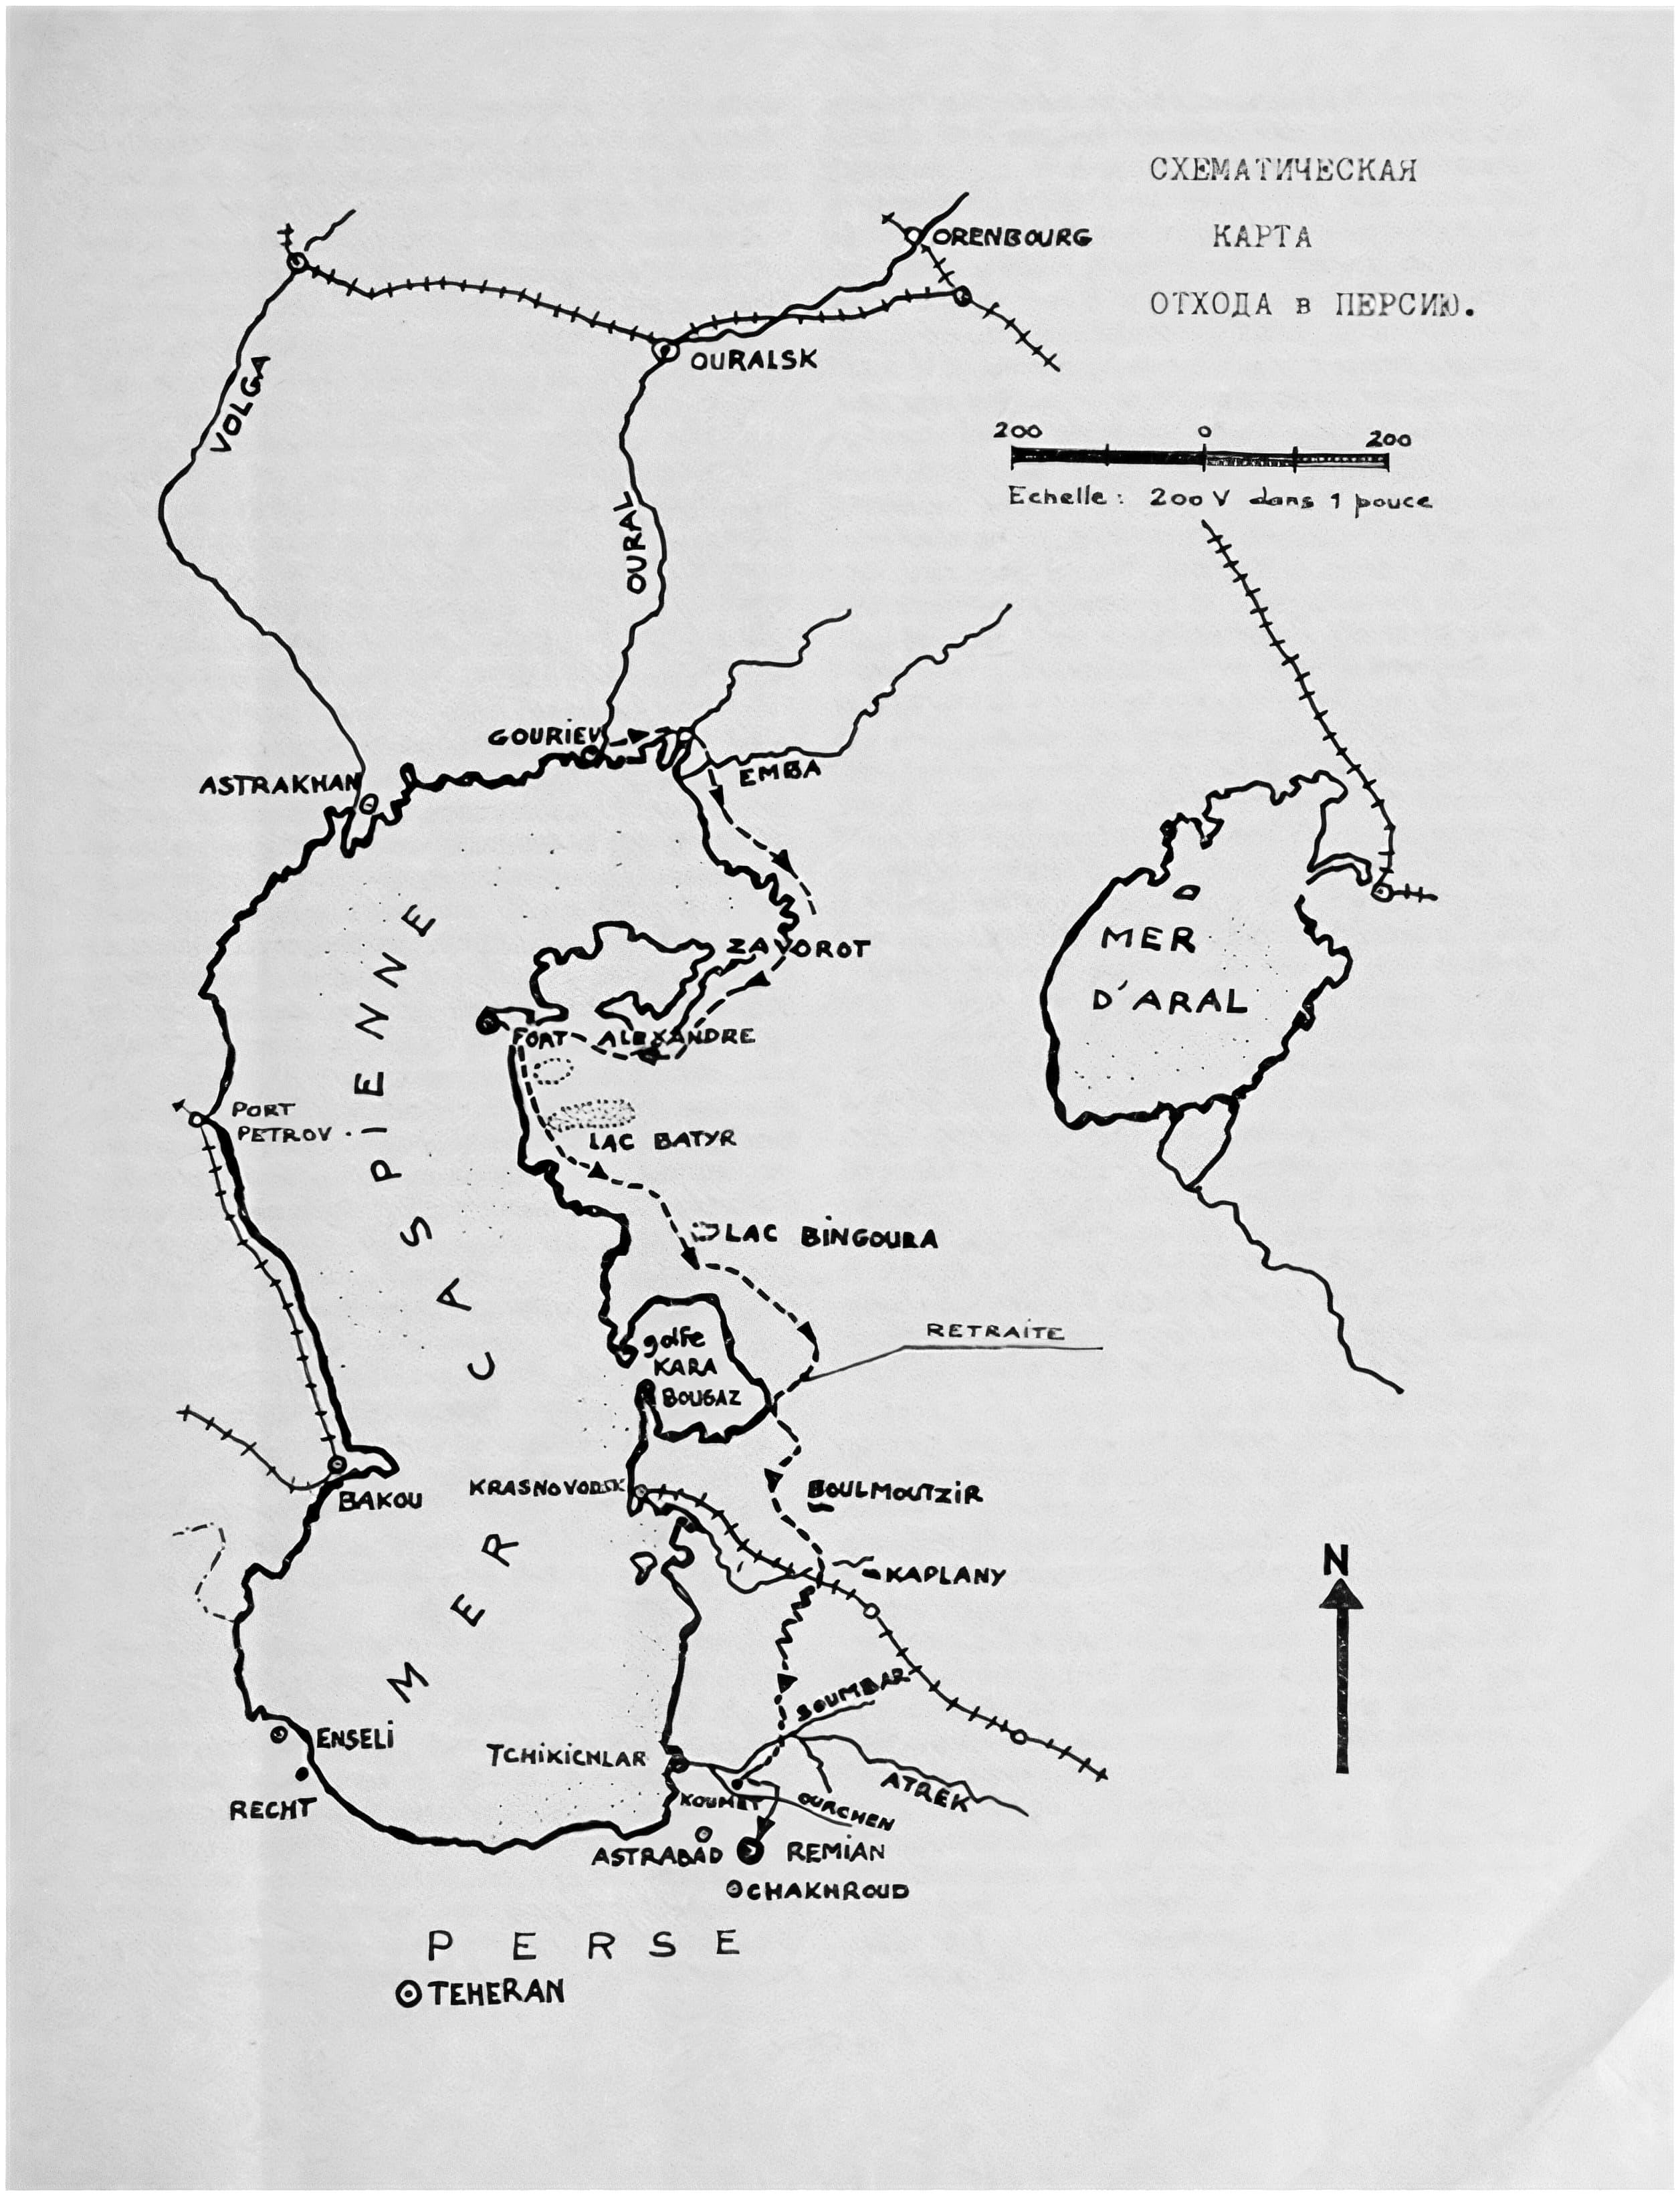 СХЕМАТИЧЕСКАЯ
КАРТА
ОТХОДА в ПЕРСИЮ.
ORENBOURG
OURALSK
VOLGA
200 0 200
Echelle : 200 V dans 1 pouce
OURAL
GOURIEV
EMBA
ASTRAKHAN
ZAVOROT
MER
D'ARAL
FORT ALEXANDRE
PORT
PETROV.
LAC BATYR
LAC BINGOURA
MER CASPIENNE
golfe
KARA
BOUGAZ
RETRAITE
KRASNOVODSK
BAKOU
BOULMOUTZIR
KAPLANY
N
SOUMBAR
ENSELI
TCHIKICHLAR
ATREK
KOUMET
OURCHEN
RECHT
ASTRABAD
REMIAN
CHAKHROUD
PERSE
TEHERAN